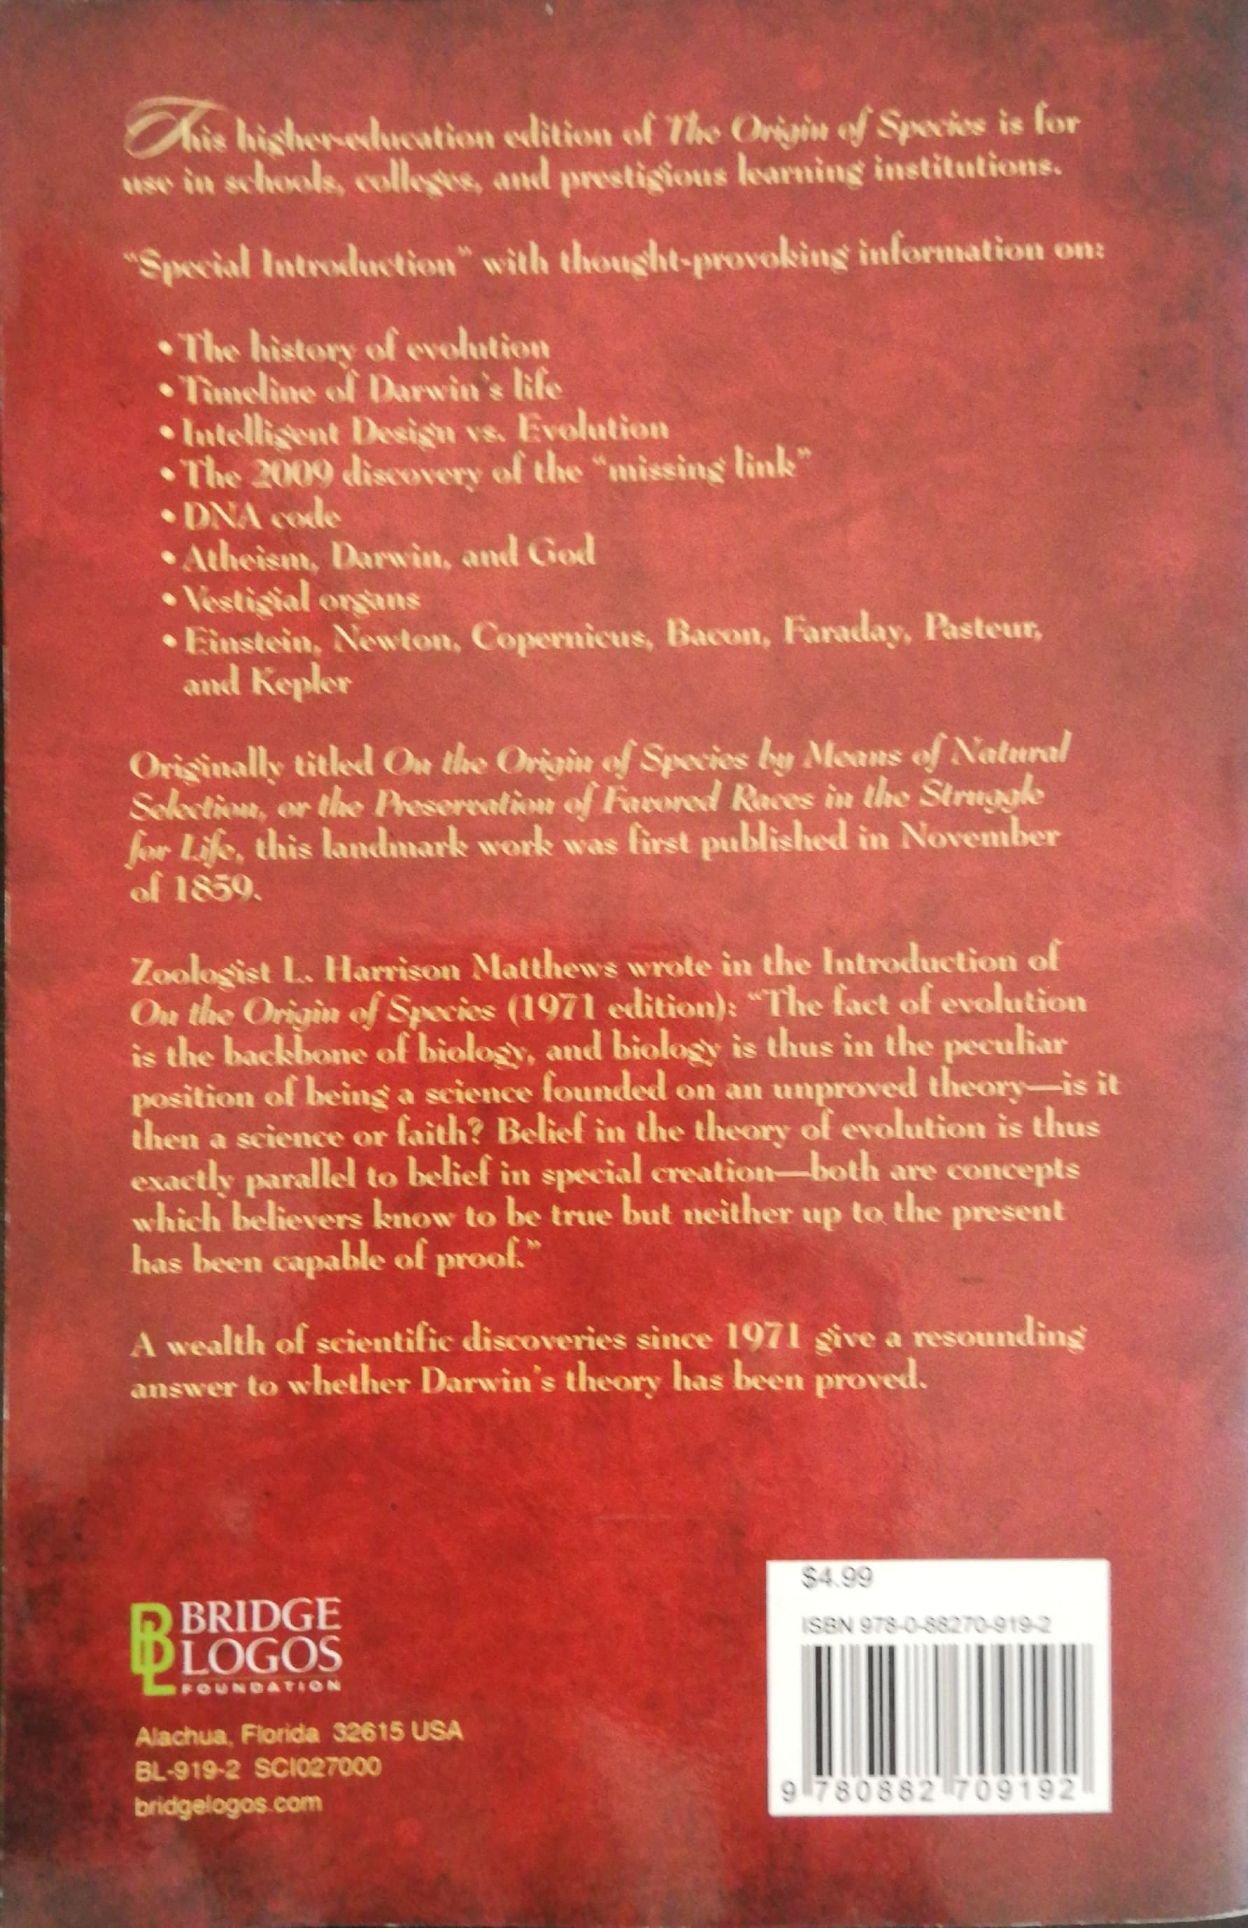 This higher-education edition of The Origin of Species is for
use in schools, colleges, and prestigious learning institutions.
“Special Introduction” with thought-provoking information on:
• The history of evolution
• Timeline of Darwin's life
• Intelligent Design vs. Evolution
• The 2009 discovery of the “missing link”
• DNA code
• Atheism, Darwin, and God
• Vestigial organs
• Einstein, Newton, Copernicus, Bacon, Faraday, Pasteur,
and Kepler
Originally titled On the Origin of Species by Means of Natural
Selection, or the Preservation of Favored Races in the Struggle
for Life, this landmark work was first published in November
of 1859.
Zoologist L. Harrison Matthews wrote in the Introduction of
On the Origin of Species (1971 edition): “The fact of evolution
is the backbone of biology, and biology is thus in the peculiar
position of being a science founded on an unproved theory—is it
then a science or faith? Belief in the theory of evolution is thus
exactly parallel to belief in special creation—both are concepts
which believers know to be true but neither up to the present
has been capable of proof.”
A wealth of scientific discoveries since 1971 give a resounding
answer to whether Darwin's theory has been proved.
BL BRIDGE
LOGOS
FOUNDATION
Alachua, Florida 32615 USA
BL-919-2 SCI027000
bridgelogos.com
$4.99
ISBN 978-0-88270-919-2
9 780882 709192